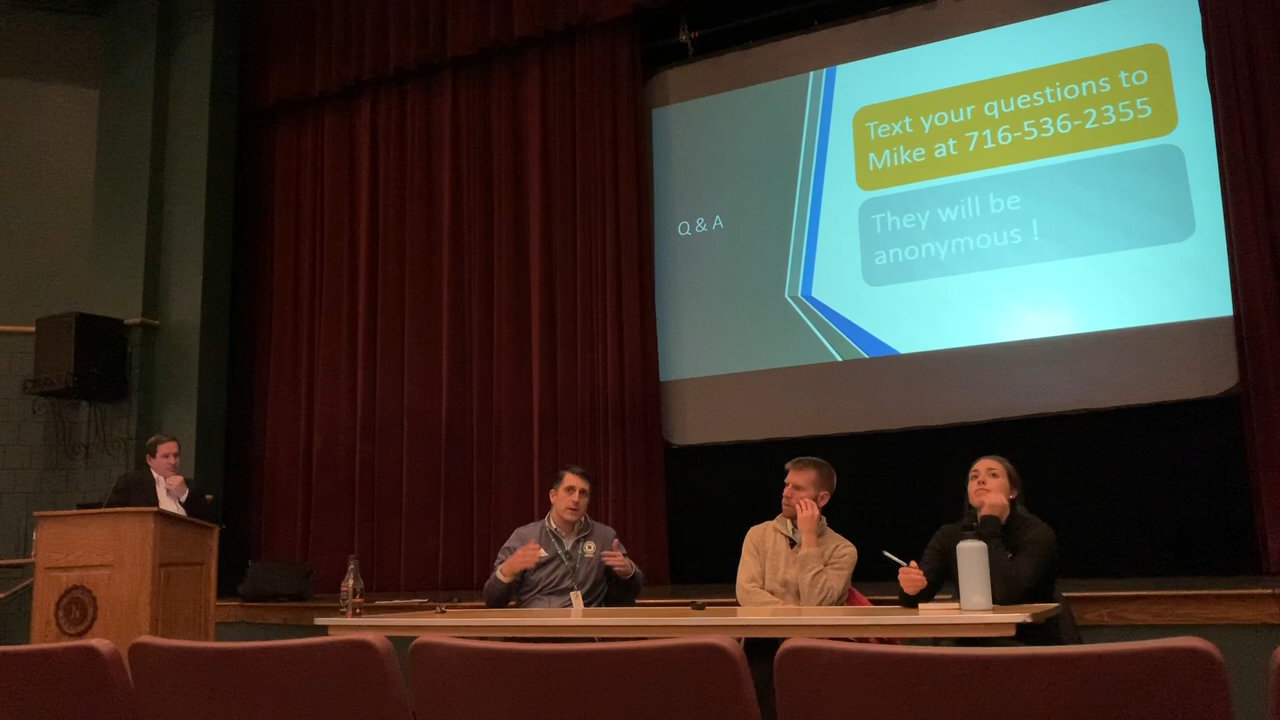 Q & A
Text your questions to
Mike at 716-536-2355
They will be
anonymous !